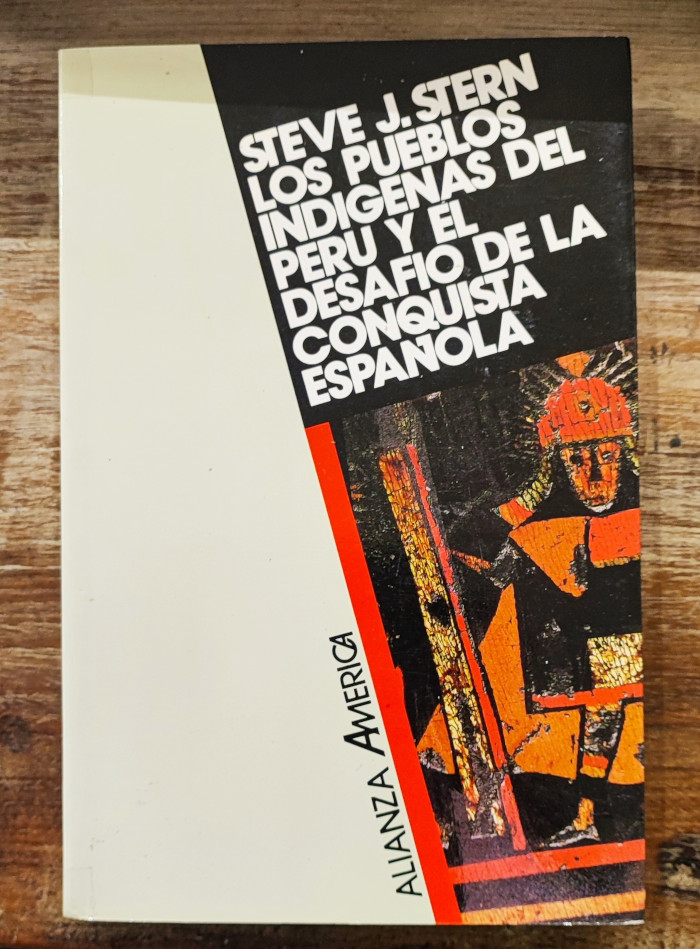 STEVE J. STERN
LOS PUEBLOS
INDIGENAS DEL
PERU Y EL
DESAFIO DE LA
CONQUISTA
ESPAÑOLA
ALIANZA AMERICA